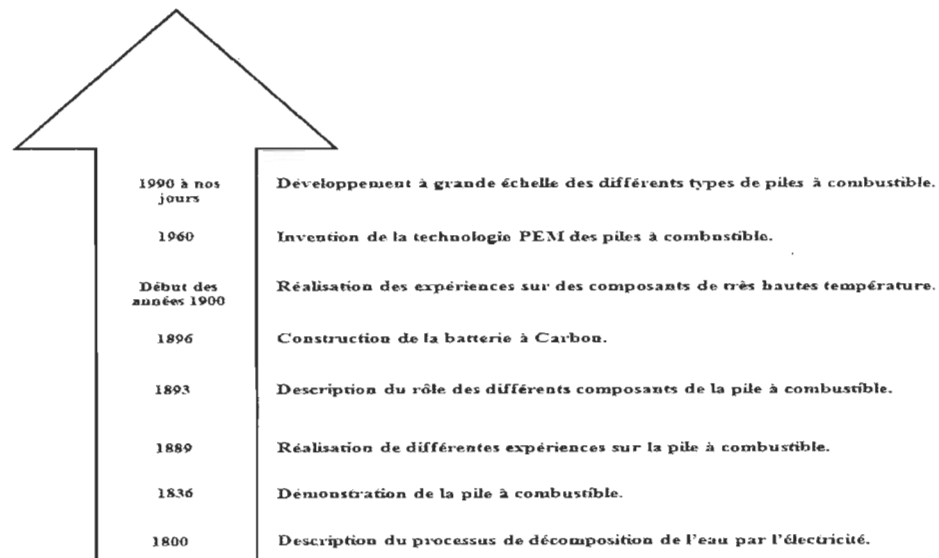 1990 à nos jours Développement à grande échelle des différents types de piles à combustible.
1960 Invention de la technologie PEM des piles à combustible.
Début des années 1900 Réalisation des expériences sur des composants de très hautes température.
1896 Construction de la batterie à Carbon.
1893 Description du rôle des différents composants de la pile à combustible.
1889 Réalisation de différentes expériences sur la pile à combustible.
1836 Démonstration de la pile à combustible.
1800 Description du processus de décomposition de l'eau par l'électricité.